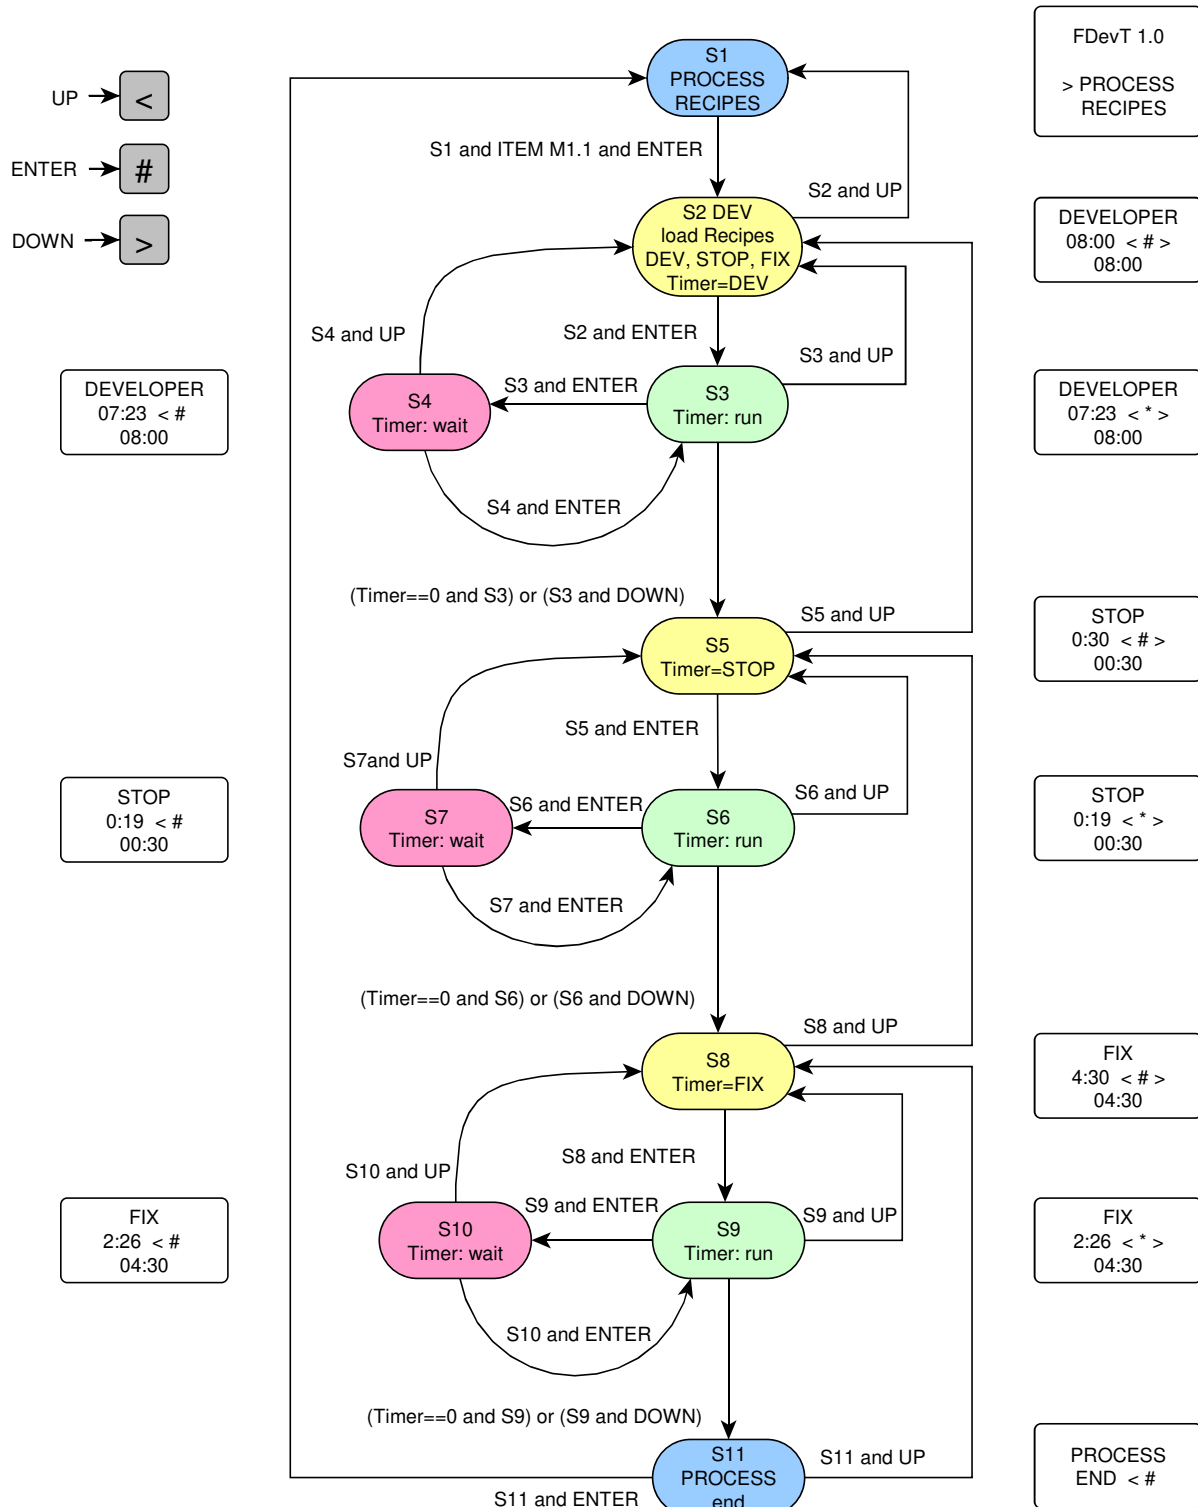 S1
PROCESS
RECIPES
FDevT 1.0
> PROCESS
RECIPES
UP
<
ENTER
#
DOWN
>
S1 and ITEM M1.1 and ENTER
S2 and UP
S2 DEV
load Recipes
DEV, STOP, FIX
Timer=DEV
DEVELOPER
08:00 < # >
08:00
S4 and UP
S2 and ENTER
S3 and UP
DEVELOPER
07:23 < #
08:00
S4
Timer: wait
S3 and ENTER
S3
Timer: run
DEVELOPER
07:23 < * >
08:00
S4 and ENTER
(Timer==0 and S3) or (S3 and DOWN)
S5 and UP
S5
Timer=STOP
STOP
0:30 < # >
00:30
S7and UP
S5 and ENTER
S6 and UP
STOP
0:19 < #
00:30
S7
Timer: wait
S6 and ENTER
S6
Timer: run
STOP
0:19 < * >
00:30
S7 and ENTER
(Timer==0 and S6) or (S6 and DOWN)
S8 and UP
S8
Timer=FIX
FIX
4:30 < # >
04:30
S10 and UP
S8 and ENTER
S9 and UP
FIX
2:26 < #
04:30
S10
Timer: wait
S9 and ENTER
S9
Timer: run
FIX
2:26 < * >
04:30
S10 and ENTER
(Timer==0 and S9) or (S9 and DOWN)
S11 and UP
S11
PROCESS
end
PROCESS
END < #
S11 and ENTER